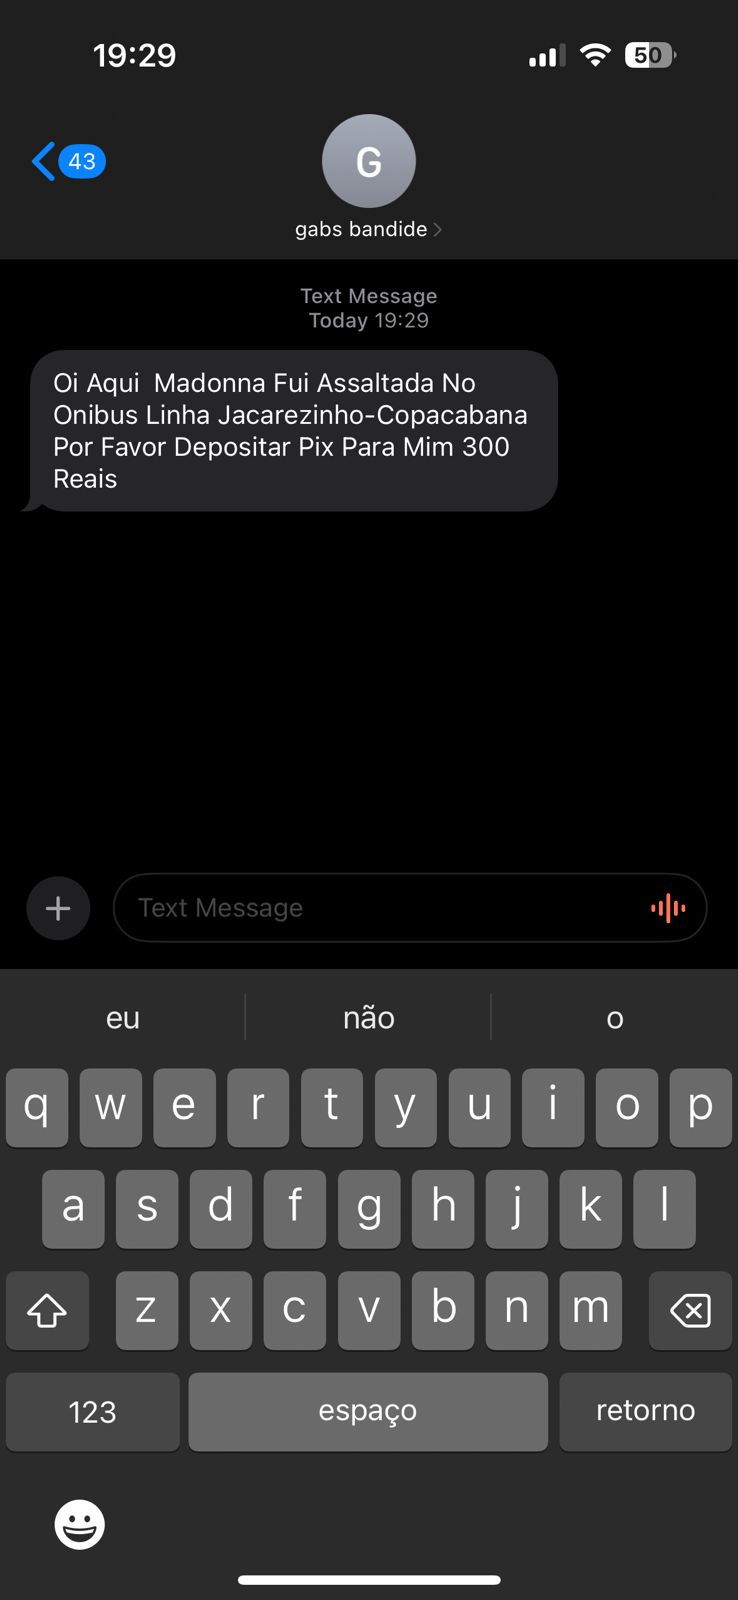 19:29
50
43
G
gabs bandide
Text Message
Today 19:29
Oi Aqui  Madonna Fui Assaltada No
Onibus Linha Jacarezinho-Copacabana
Por Favor Depositar Pix Para Mim 300
Reais
Text Message
eu não o
q w e r t y u i o p
a s d f g h j k l
z x c v b n m
123 espaço retorno